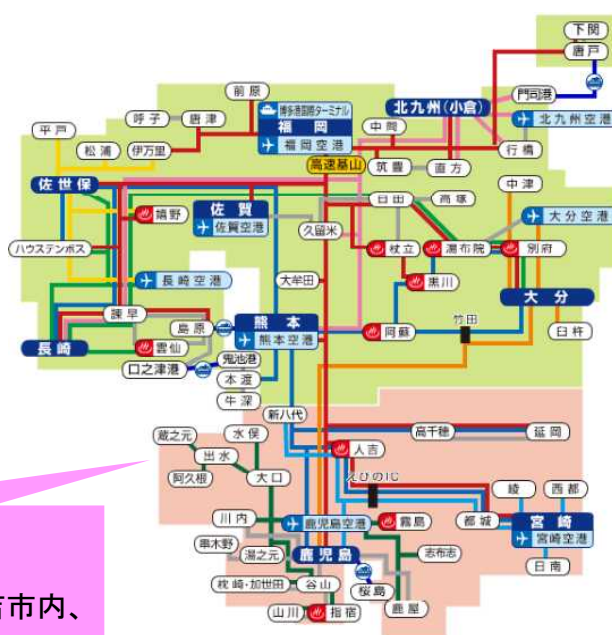 下関
唐戸
門司港
北九州空港
行橋
北九州(小倉)
中間
筑豊
直方
前原
博多港国際ターミナル
福岡
福岡空港
高速基山
呼子
唐津
平戸
松浦
伊万里
佐世保
嬉野
佐賀
佐賀空港
久留米
日田
高塚
中津
大分空港
杖立
湯布院
別府
黒川
大分
ハウステンボス
長崎空港
大牟田
諫早
島原
熊本
熊本空港
阿蘇
竹田
臼杵
長崎
雲仙
口之津港
鬼池港
本渡
牛深
新八代
高千穂
延岡
蔵之元
水俣
出水
阿久根
大口
人吉
えびのIC
綾
西都
川内
鹿児島空港
霧島
都城
宮崎
宮崎空港
串木野
湯之元
鹿児島
志布志
日南
枕崎・加世田
谷山
桜島
鹿屋
山川
指宿
市内、